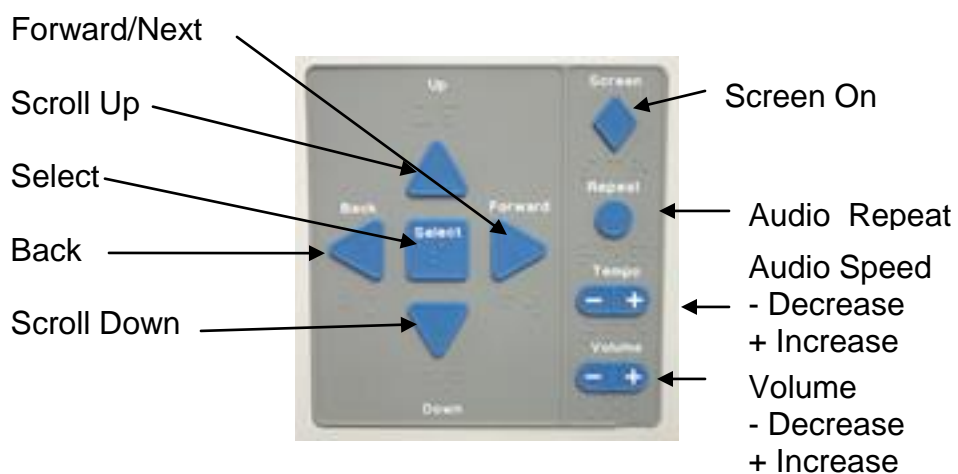 Forward/Next
Scroll Up
Select
Back
Scroll Down
Up
Back
Select
Forward
Down
Screen
Repeat
Tempo
- +
Volume
- +
Screen On
Audio Repeat
Audio Speed
- Decrease
+ Increase
Volume
- Decrease
+ Increase